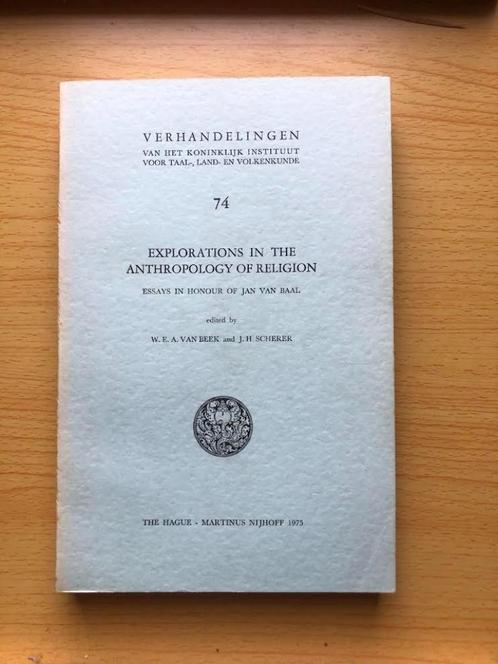 VERHANDELINGEN
VAN HET KONINKLIJK INSTITUUT
VOOR TAAL-, LAND- EN VOLKENKUNDE
74
EXPLORATIONS IN THE
ANTHROPOLOGY OF RELIGION
ESSAYS IN HONOUR OF JAN VAN BAAL
edited by
W. E. A. VAN BEEK and J. H. SCHERER
THE HAGUE - MARTINUS NIJHOFF 1975